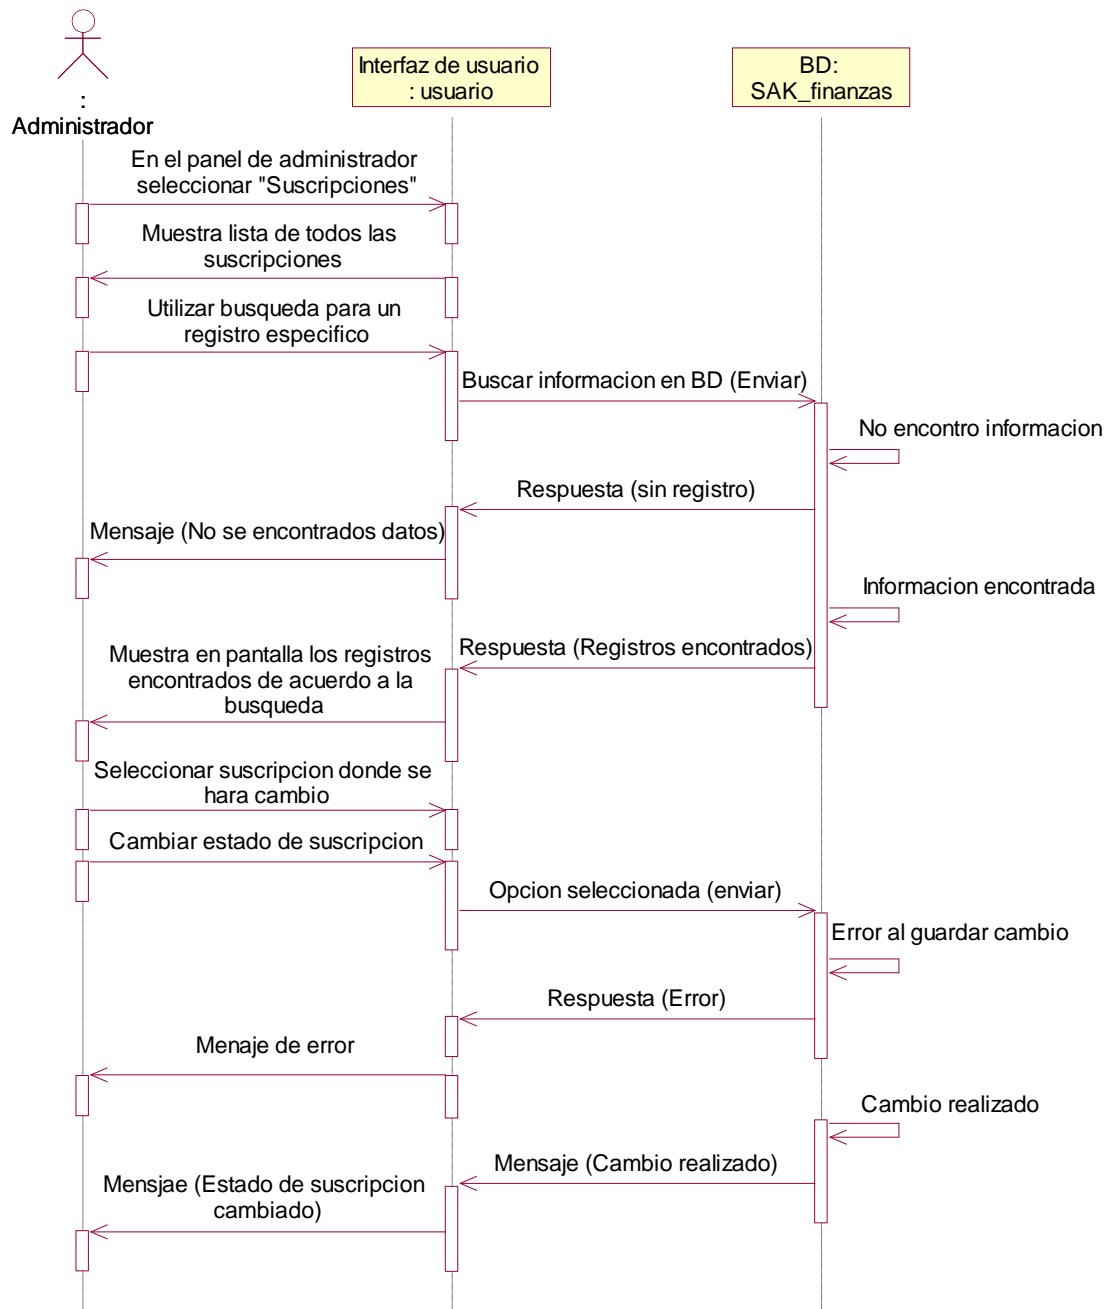 :
Administrador
Interfaz de usuario
: usuario
BD:
SAK_finanzas
En el panel de administrador
seleccionar "Suscripciones"
Muestra lista de todos las
suscripciones
Utilizar busqueda para un
registro especifico
Buscar informacion en BD (Enviar)
No encontro informacion
Respuesta (sin registro)
Mensaje (No se encontrados datos)
Informacion encontrada
Respuesta (Registros encontrados)
Muestra en pantalla los registros
encontrados de acuerdo a la
busqueda
Seleccionar suscripcion donde se
hara cambio
Cambiar estado de suscripcion
Opcion seleccionada (enviar)
Error al guardar cambio
Respuesta (Error)
Menaje de error
Cambio realizado
Mensaje (Cambio realizado)
Mensjae (Estado de suscripcion
cambiado)